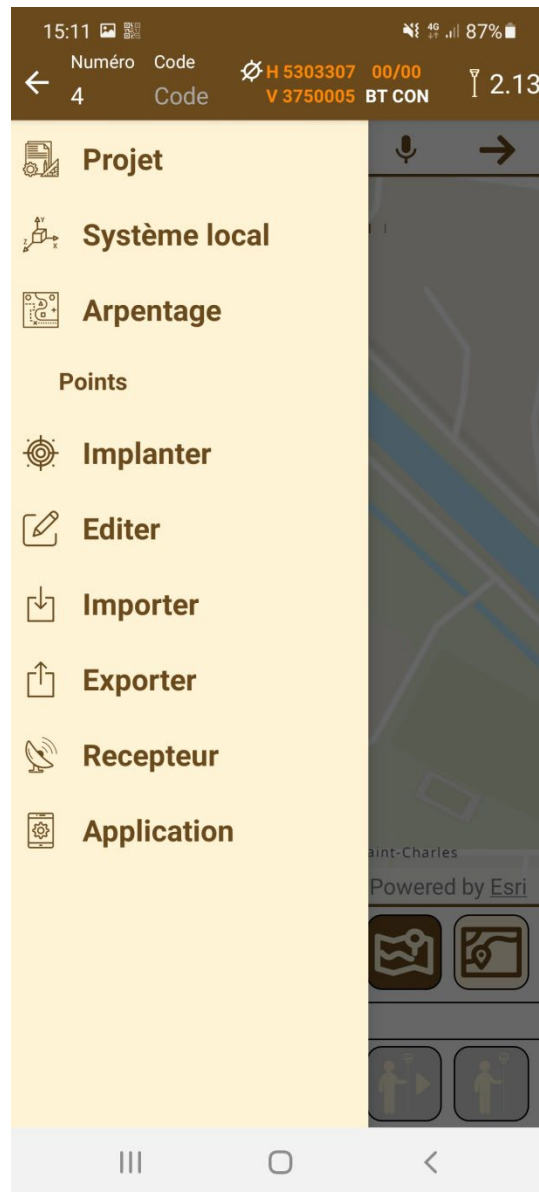 15:11 4G 87%
Numéro Code H 5303307 00/00 2.13
4 Code V 3750005 BT CON
Projet
Système local
Arpentage
Points
Implanter
Editer
Importer
Exporter
Recepteur
Application
aint-Charles
Powered by Esri